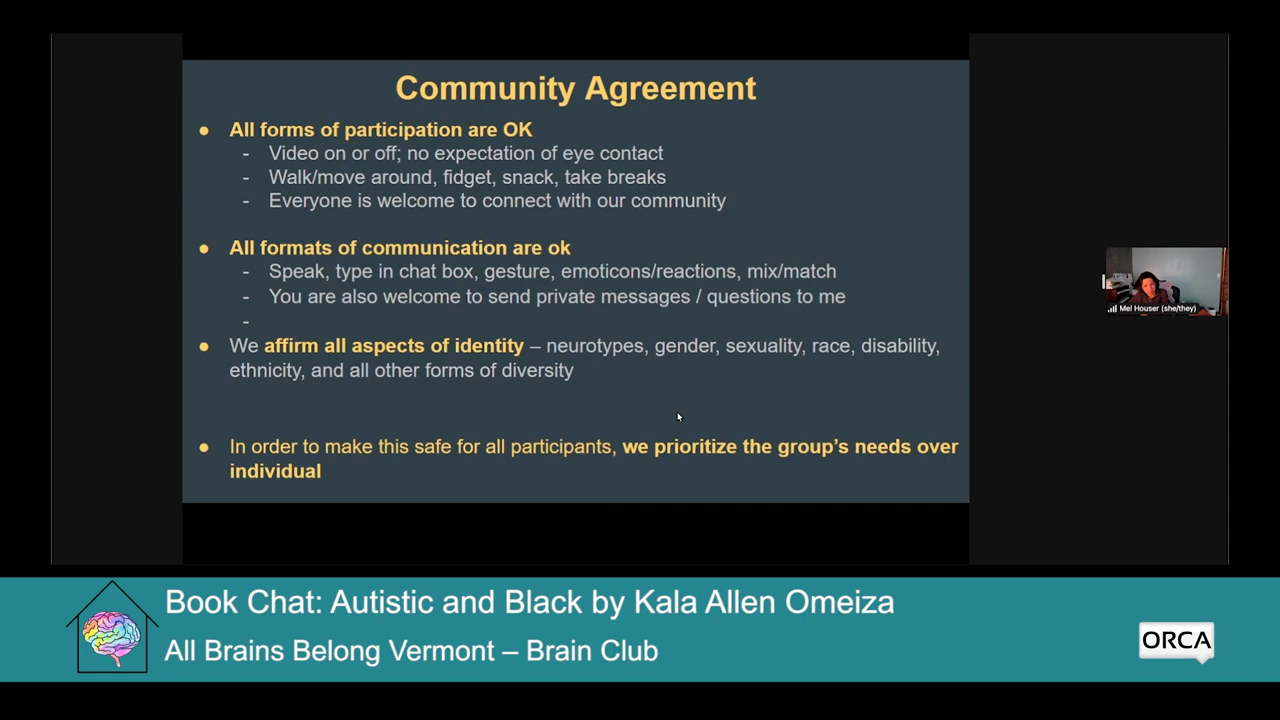 Community Agreement
● All forms of participation are OK
- Video on or off; no expectation of eye contact
- Walk/move around, fidget, snack, take breaks
- Everyone is welcome to connect with our community
● All formats of communication are ok
- Speak, type in chat box, gesture, emoticons/reactions, mix/match
- You are also welcome to send private messages / questions to me
-
● We affirm all aspects of identity – neurotypes, gender, sexuality, race, disability,
ethnicity, and all other forms of diversity
● In order to make this safe for all participants, we prioritize the group's needs over
individual
Mel Houser (she/they)
Book Chat: Autistic and Black by Kala Allen Omeiza
All Brains Belong Vermont – Brain Club
ORCA